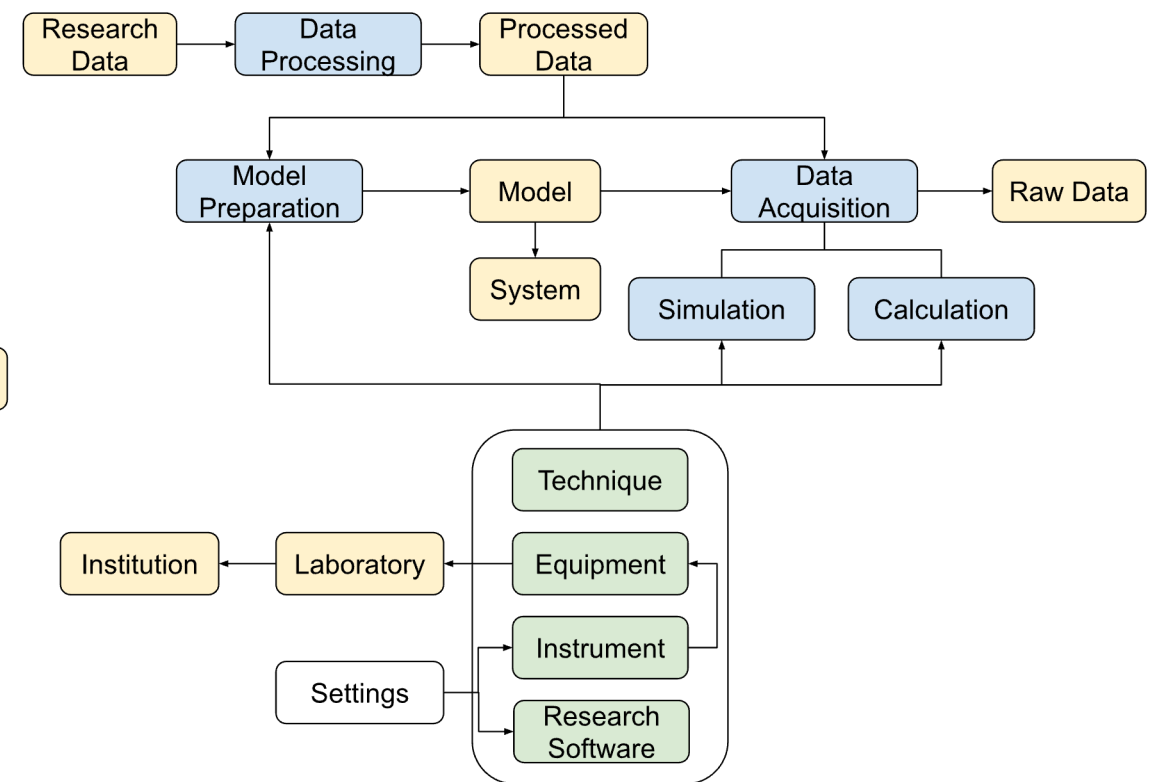 Research
Data
Data
Processing
Processed
Data
Model
Preparation
Model
Data
Acquisition
Raw Data
System
Simulation
Calculation
Technique
Institution
Laboratory
Equipment
Instrument
Settings
Research
Software